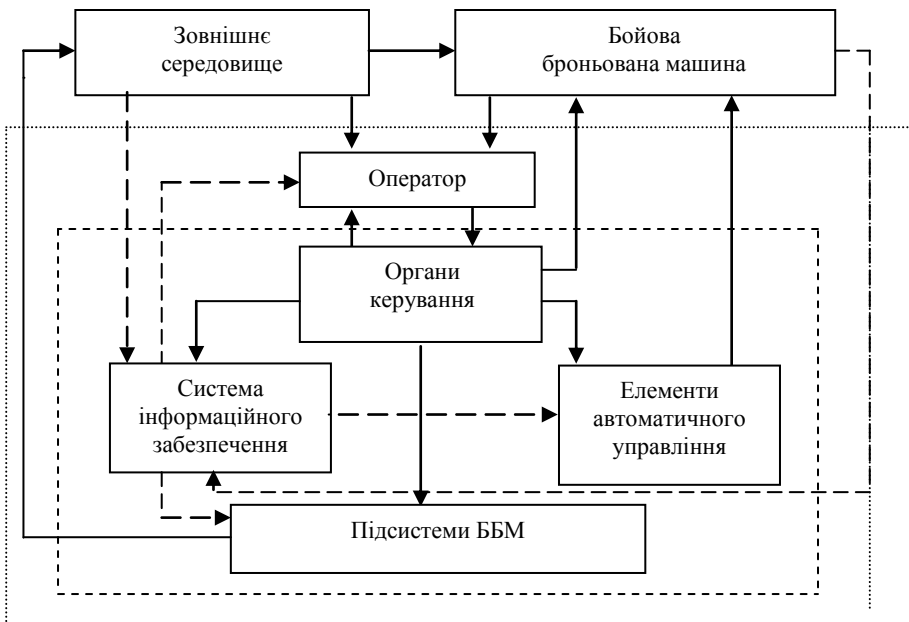 Зовнішнє
середовище
Бойова
броньована машина
Оператор
Органи
керування
Система
інформаційного
забезпечення
Елементи
автоматичного
управління
Підсистеми ББМ